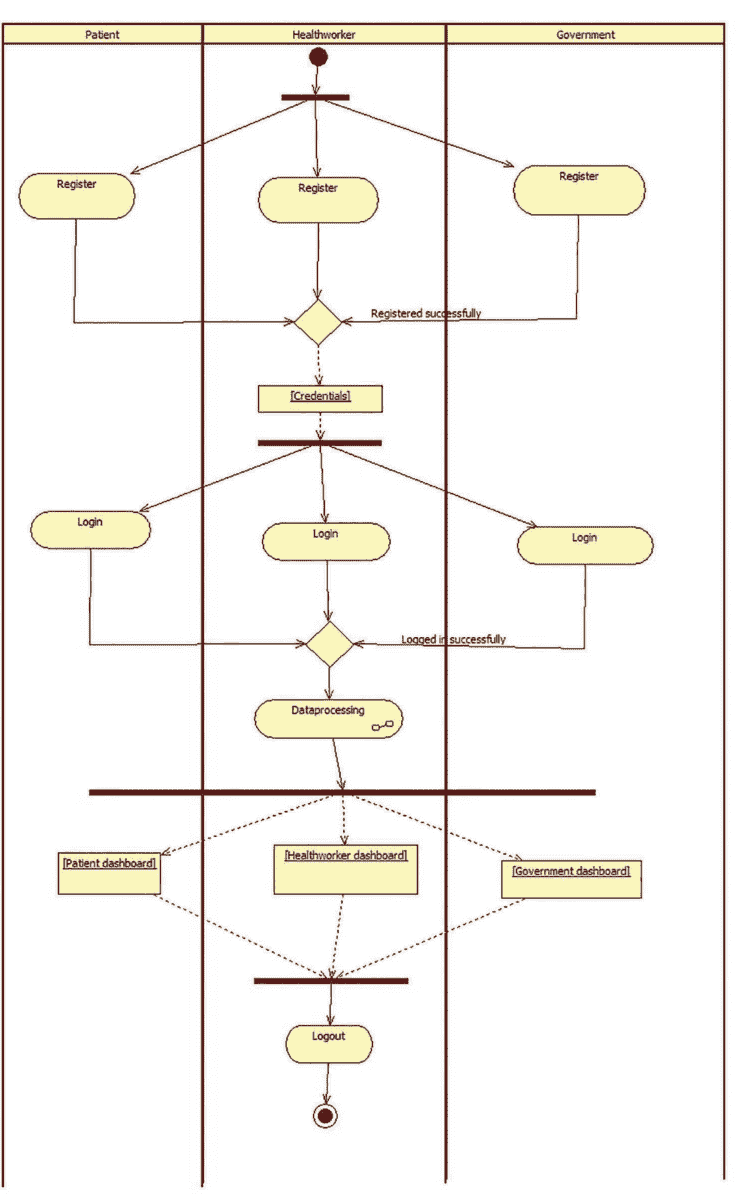 Patient
Healthworker
Government
Register
Register
Register
Registered successfully
[Credentials]
Login
Login
Login
Logged in successfully
Dataprocessing
[Patient dashboard]
[Healthworker dashboard]
[Government dashboard]
Logout